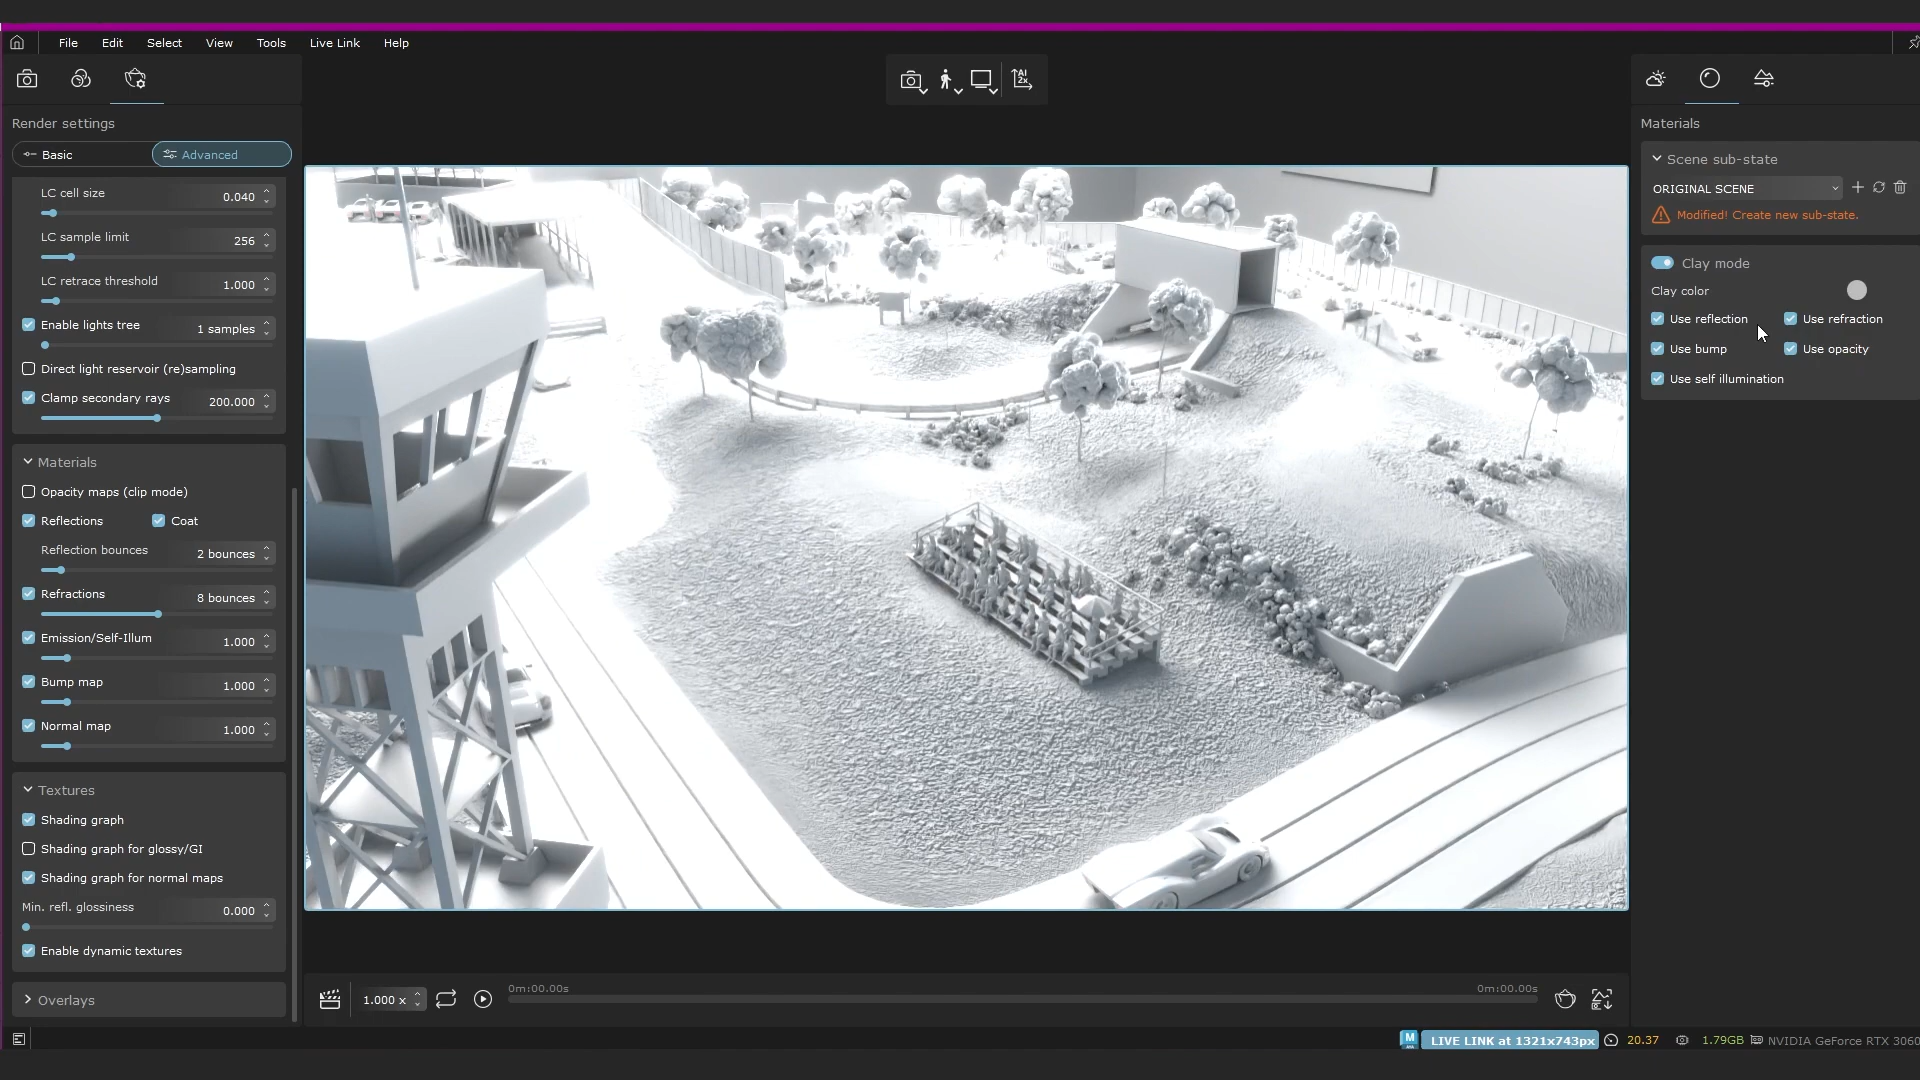 File Edit Select View Tools Live Link Help
AI 2x
Render settings
Basic Advanced
LC cell size 0.040
LC sample limit 256
LC retrace threshold 1.000
Enable lights tree 1 samples
Direct light reservoir (re)sampling
Clamp secondary rays 200.000
Materials
Opacity maps (clip mode)
Reflections Coat
Reflection bounces 2 bounces
Refractions 8 bounces
Emission/Self-Illum 1.000
Bump map 1.000
Normal map 1.000
Textures
Shading graph
Shading graph for glossy/GI
Shading graph for normal maps
Min. refl. glossiness 0.000
Enable dynamic textures
Overlays
1.000 x
0m:00.00s 0m:00.00s
Materials
Scene sub-state
ORIGINAL SCENE
Modified! Create new sub-state.
Clay mode
Clay color
Use reflection Use refraction
Use bump Use opacity
Use self illumination
M LIVE LINK at 1321x743px 20.37 1.79GB NVIDIA GeForce RTX 3060